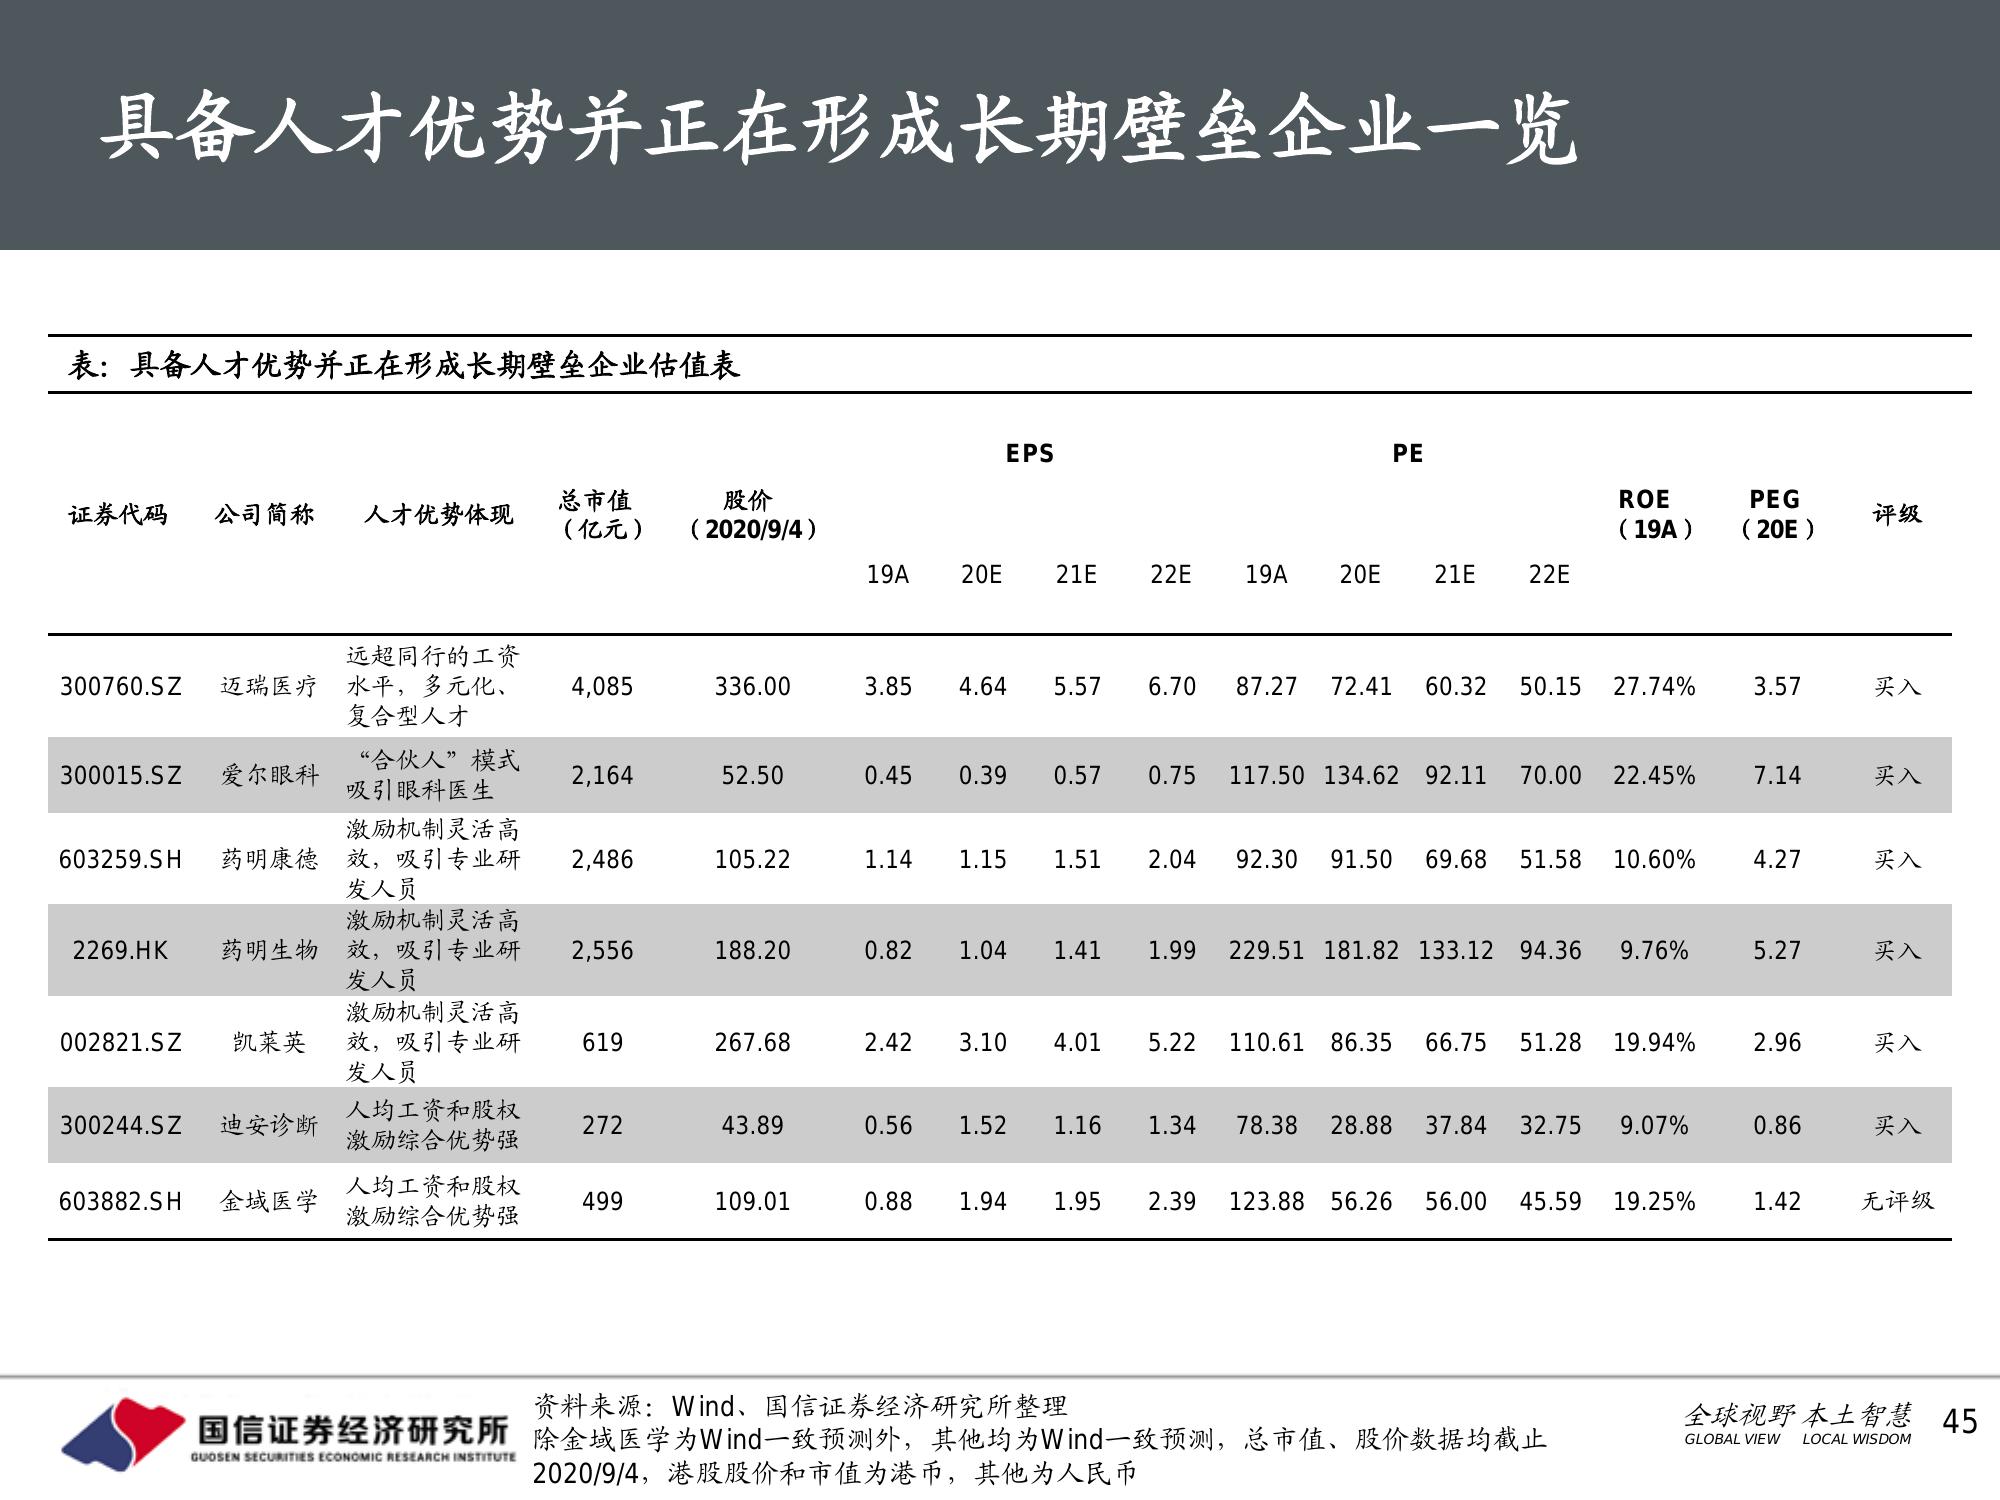 具备人才优势并正在形成长期壁垒企业一览
表：具备人才优势并正在形成长期壁垒企业估值表
EPS PE
证券代码 公司简称 人才优势体现 总市值（亿元） 股价（2020/9/4） ROE（19A） PEG（20E） 评级
19A 20E 21E 22E 19A 20E 21E 22E
300760.SZ 迈瑞医疗 远超同行的工资水平，多元化、复合型人才 4,085 336.00 3.85 4.64 5.57 6.70 87.27 72.41 60.32 50.15 27.74% 3.57 买入
300015.SZ 爱尔眼科 “合伙人”模式吸引眼科医生 2,164 52.50 0.45 0.39 0.57 0.75 117.50 134.62 92.11 70.00 22.45% 7.14 买入
603259.SH 药明康德 激励机制灵活高效，吸引专业研发人员 2,486 105.22 1.14 1.15 1.51 2.04 92.30 91.50 69.68 51.58 10.60% 4.27 买入
2269.HK 药明生物 激励机制灵活高效，吸引专业研发人员 2,556 188.20 0.82 1.04 1.41 1.99 229.51 181.82 133.12 94.36 9.76% 5.27 买入
002821.SZ 凯莱英 激励机制灵活高效，吸引专业研发人员 619 267.68 2.42 3.10 4.01 5.22 110.61 86.35 66.75 51.28 19.94% 2.96 买入
300244.SZ 迪安诊断 人均工资和股权激励综合优势强 272 43.89 0.56 1.52 1.16 1.34 78.38 28.88 37.84 32.75 9.07% 0.86 买入
603882.SH 金域医学 人均工资和股权激励综合优势强 499 109.01 0.88 1.94 1.95 2.39 123.88 56.26 56.00 45.59 19.25% 1.42 无评级
国信证券经济研究所
GUOSEN SECURITIES ECONOMIC RESEARCH INSTITUTE
资料来源：Wind、国信证券经济研究所整理
除金域医学为Wind一致预测外，其他均为Wind一致预测，总市值、股价数据均截止
2020/9/4，港股股价和市值为港币，其他为人民币
全球视野 本土智慧
GLOBAL VIEW LOCAL WISDOM
45